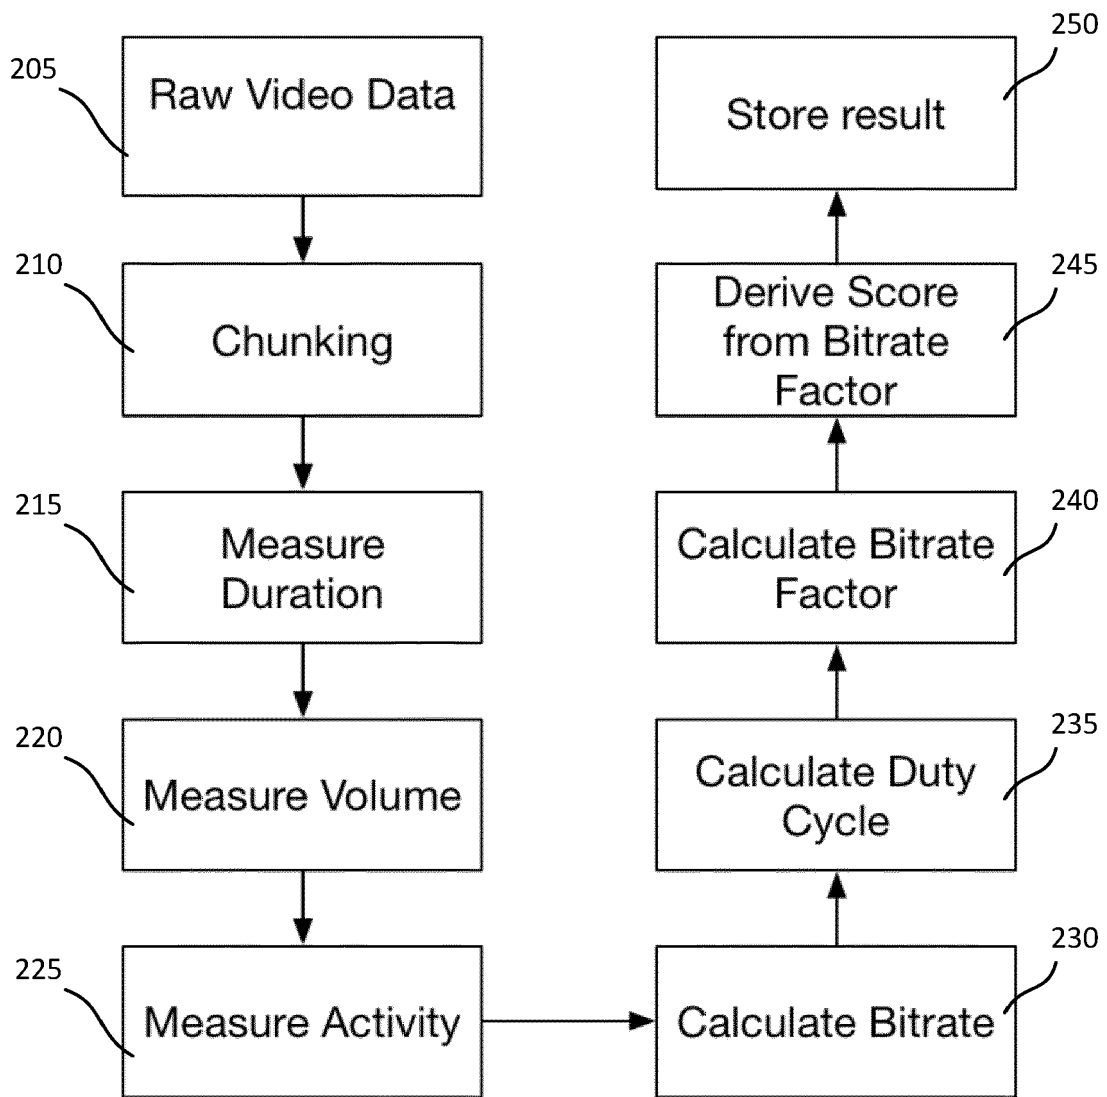 205
Raw Video Data
210
Chunking
215
Measure
Duration
220
Measure Volume
225
Measure Activity
230
Calculate Bitrate
235
Calculate Duty
Cycle
240
Calculate Bitrate
Factor
245
Derive Score
from Bitrate
Factor
250
Store result